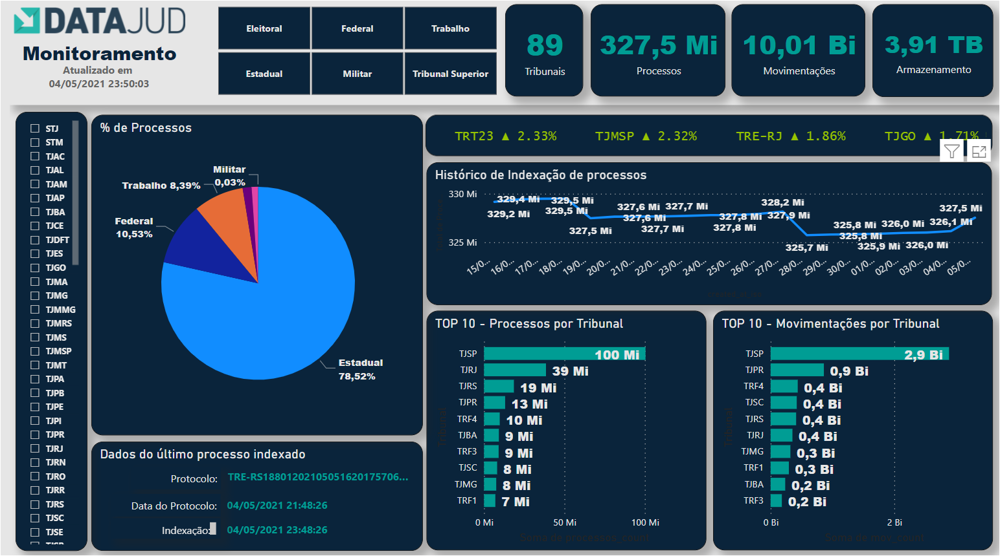 DATAJUD
Monitoramento
Atualizado em
04/05/2021 23:50:03
Eleitoral
Federal
Trabalho
Estadual
Militar
Tribunal Superior
89
Tribunais
327,5 Mi
Processos
10,01 Bi
Movimentações
3,91 TB
Armazenamento
STJ
STM
TJAC
TJAL
TJAM
TJAP
TJBA
TJCE
TJDFT
TJES
TJGO
TJMA
TJMG
TJMMG
TJMRS
TJMS
TJMSP
TJMT
TJPA
TJPB
TJPE
TJPI
TJPR
TJRJ
TJRN
TJRO
TJRR
TJRS
TJSC
TJSE
% de Processos
Militar
0,03%
Trabalho 8,39%
Federal
10,53%
Estadual
78,52%
Dados do último processo indexado
Protocolo: TRE-RS18801202105051620175706...
Data do Protocolo: 04/05/2021 21:48:26
Indexação: 04/05/2021 23:48:26
TRT23 ▲ 2.33% TJMSP ▲ 2.32% TRE-RJ ▲ 1.86% TJGO ▲ 1.71%
Histórico de Indexação de processos
330 Mi
325 Mi
329,2 Mi
329,4 Mi
329,5 Mi
329,5 Mi
327,5 Mi
327,6 Mi
327,6 Mi
327,7 Mi
327,7 Mi
327,8 Mi
327,8 Mi
327,9 Mi
328,2 Mi
325,7 Mi
325,8 Mi
325,8 Mi
325,9 Mi
326,0 Mi
326,0 Mi
326,1 Mi
327,5 Mi
15/0...
16/0...
17/0...
18/0...
19/0...
20/0...
21/0...
22/0...
23/0...
24/0...
25/0...
26/0...
27/0...
28/0...
29/0...
30/0...
01/0...
02/0...
03/0...
04/0...
05/0...
TOP 10 - Processos por Tribunal
Tribunal
TJSP 100 Mi
TJRJ 39 Mi
TJRS 19 Mi
TJPR 13 Mi
TRF4 10 Mi
TJBA 9 Mi
TRF3 9 Mi
TJSC 8 Mi
TJMG 8 Mi
TRF1 7 Mi
0 Mi 50 Mi 100 Mi
Soma de processos_count
TOP 10 - Movimentações por Tribunal
Tribunal
TJSP 2,9 Bi
TJPR 0,9 Bi
TRF4 0,4 Bi
TJSC 0,4 Bi
TJRS 0,4 Bi
TJRJ 0,4 Bi
TJMG 0,3 Bi
TRF1 0,3 Bi
TJBA 0,2 Bi
TRF3 0,2 Bi
0 Bi 2 Bi
Soma de mov_count